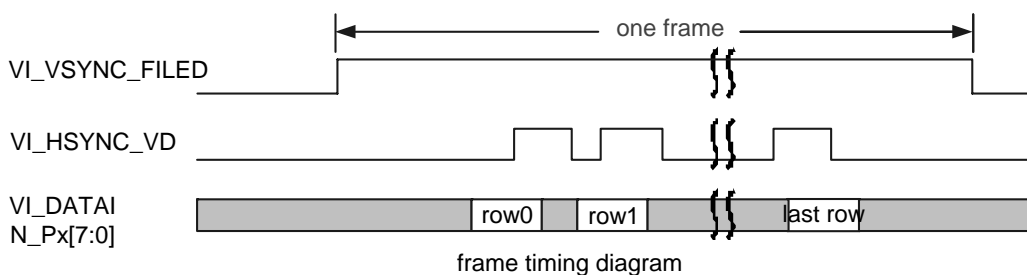 one frame
VI_VSYNC_FILED
VI_HSYNC_VD
VI_DATAI
N_Px[7:0]
row0
row1
last row
frame timing diagram